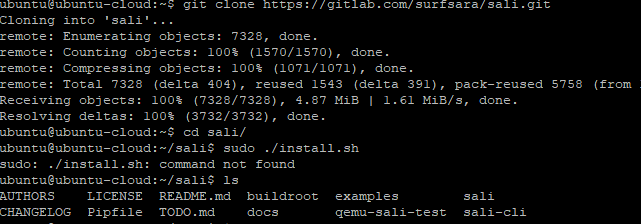 ubuntu@ubuntu-cloud:~$ git clone https://gitlab.com/surfsara/sali.git
Cloning into 'sali'...
remote: Enumerating objects: 7328, done.
remote: Counting objects: 100% (1570/1570), done.
remote: Compressing objects: 100% (1071/1071), done.
remote: Total 7328 (delta 404), reused 1543 (delta 391), pack-reused 5758 (from
Receiving objects: 100% (7328/7328), 4.87 MiB | 1.61 MiB/s, done.
Resolving deltas: 100% (3732/3732), done.
ubuntu@ubuntu-cloud:~$ cd sali/
ubuntu@ubuntu-cloud:~/sali$ sudo ./install.sh
sudo: ./install.sh: command not found
ubuntu@ubuntu-cloud:~/sali$ ls
AUTHORS LICENSE README.md buildroot examples sali
CHANGELOG Pipfile TODO.md docs qemu-sali-test sali-cli